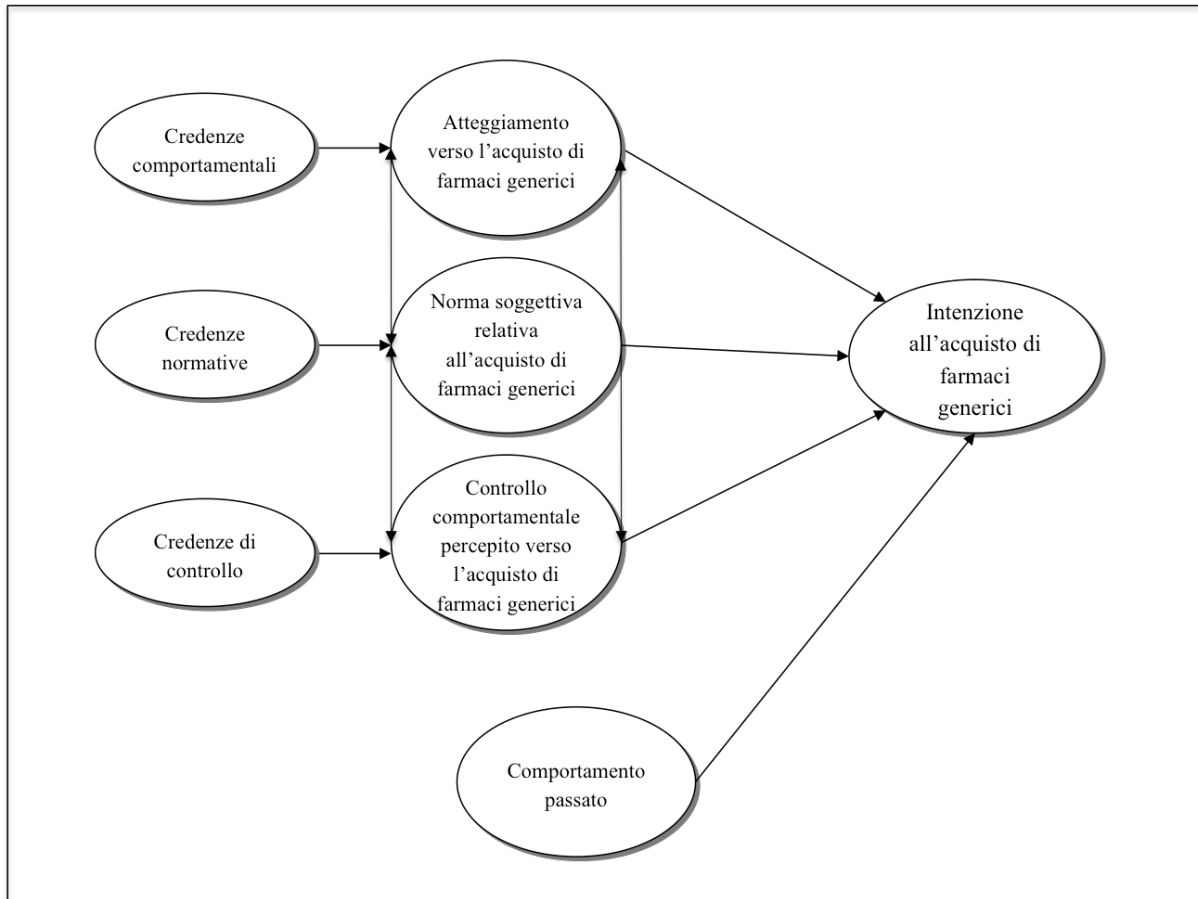 Credenze
comportamentali
Atteggiamento
verso l’acquisto di
farmaci generici
Credenze
normative
Norma soggettiva
relativa
all’acquisto di
farmaci generici
Intenzione
all’acquisto di
farmaci
generici
Credenze di
controllo
Controllo
comportamentale
percepito verso
l’acquisto di
farmaci generici
Comportamento
passato